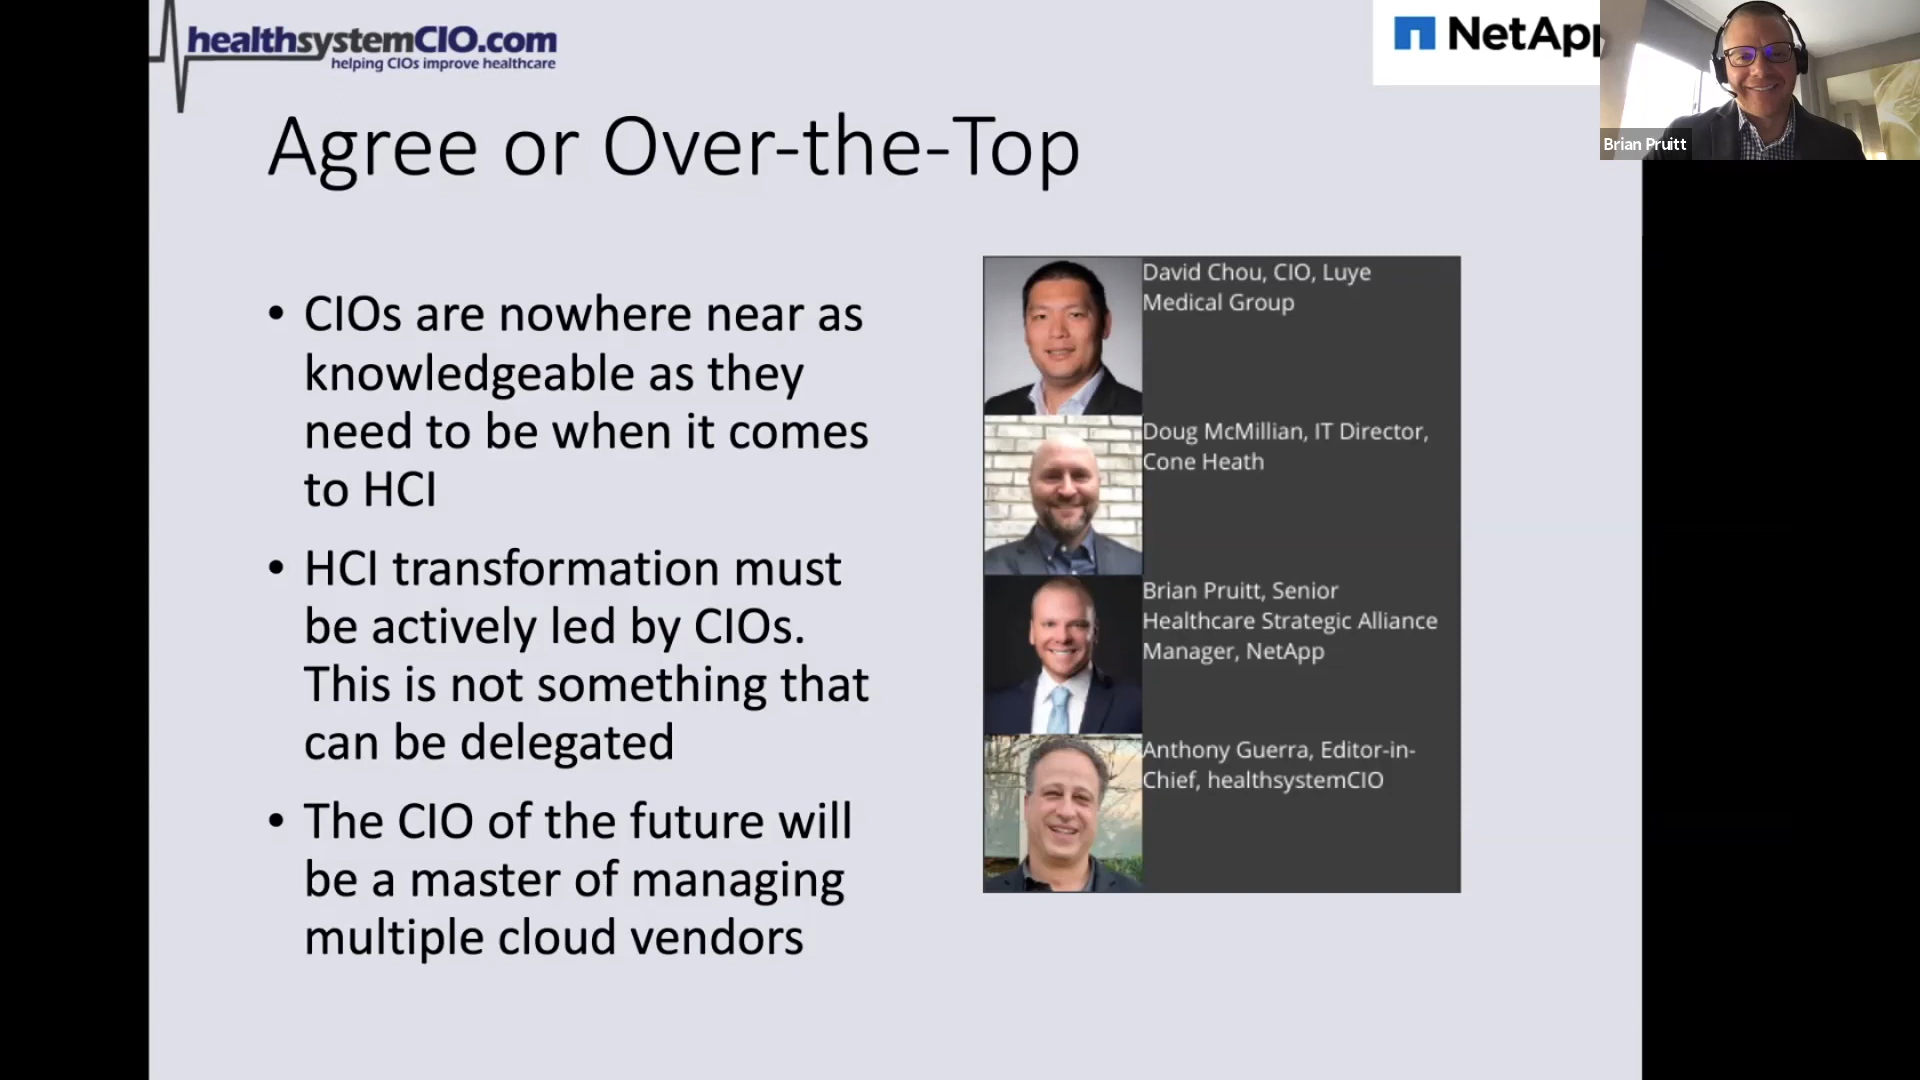 healthsystemCIO.com
helping CIOs improve healthcare
NetApp
Brian Pruitt
Agree or Over-the-Top
• CIOs are nowhere near as
knowledgeable as they
need to be when it comes
to HCI
• HCI transformation must
be actively led by CIOs.
This is not something that
can be delegated
• The CIO of the future will
be a master of managing
multiple cloud vendors
David Chou, CIO, Luye
Medical Group
Doug McMillian, IT Director,
Cone Heath
Brian Pruitt, Senior
Healthcare Strategic Alliance
Manager, NetApp
Anthony Guerra, Editor-in-
Chief, healthsystemCIO